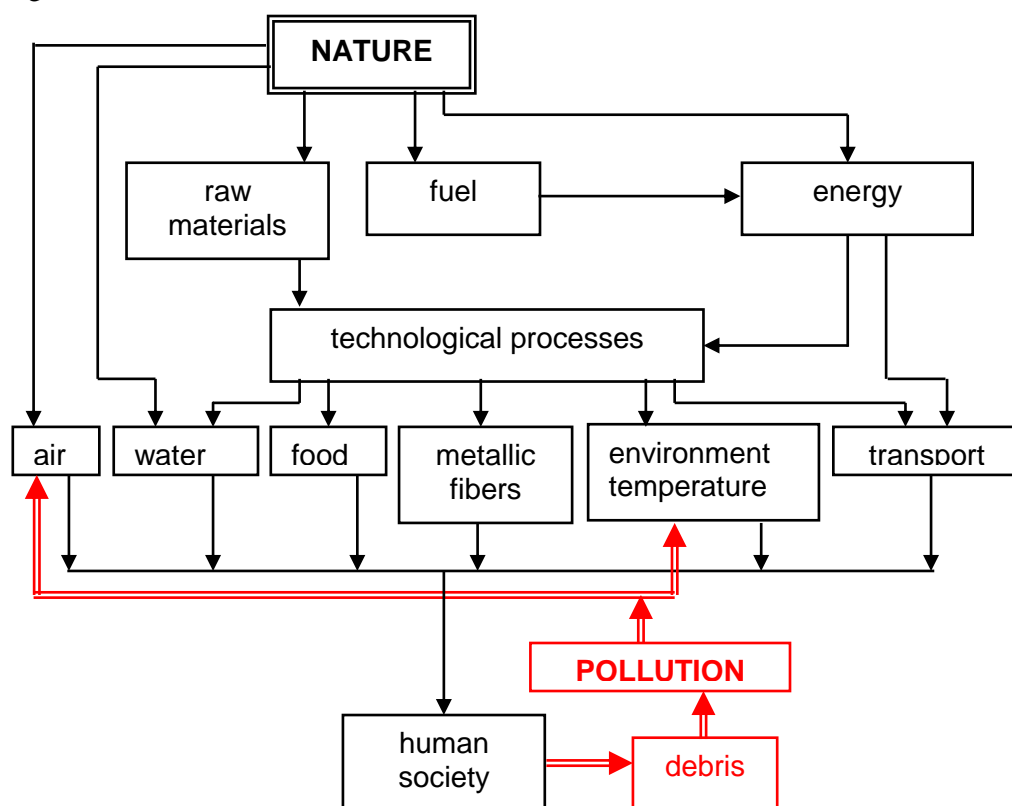 NATURE
raw
materials
fuel
energy
technological processes
air
water
food
metallic
fibers
environment
temperature
transport
POLLUTION
human
society
debris